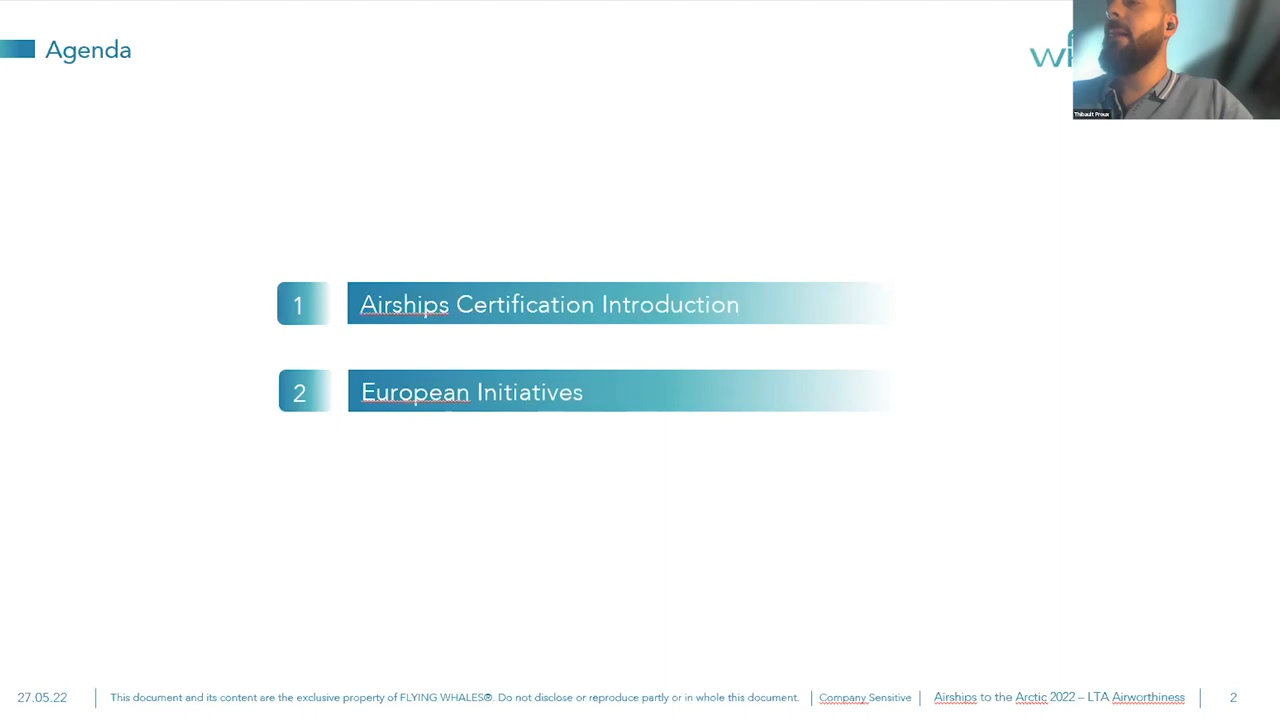 Agenda
Thibault Proux
1 Airships Certification Introduction
2 European Initiatives
27.05.22
This document and its content are the exclusive property of FLYING WHALES®. Do not disclose or reproduce partly or in whole this document.
Company Sensitive
Airships to the Arctic 2022 – LTA Airworthiness
2